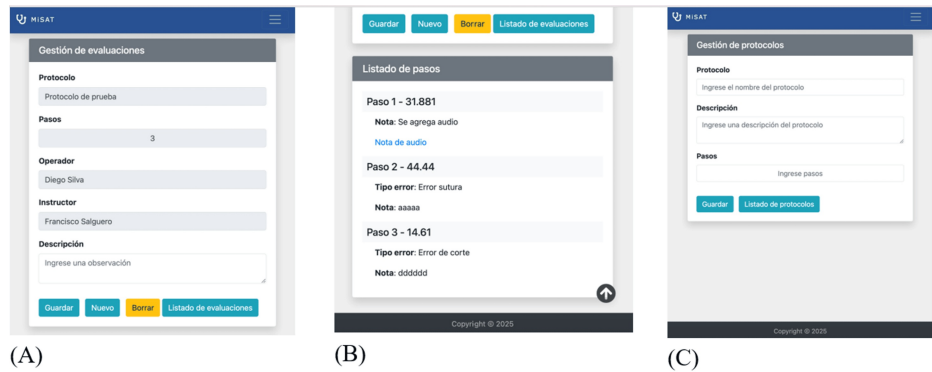 MiSAT
Gestión de evaluaciones
Protocolo
Protocolo de prueba
Pasos
3
Operador
Diego Silva
Instructor
Francisco Salguero
Descripción
Ingrese una observación
Guardar Nuevo Borrar Listado de evaluaciones
(A)
Guardar Nuevo Borrar Listado de evaluaciones
Listado de pasos
Paso 1 - 31.881
Nota: Se agrega audio
Nota de audio
Paso 2 - 44.44
Tipo error: Error sutura
Nota: aaaaa
Paso 3 - 14.61
Tipo error: Error de corte
Nota: dddddd
Copyright © 2025
(B)
MiSAT
Gestión de protocolos
Protocolo
Ingrese el nombre del protocolo
Descripción
Ingrese una descripción del protocolo
Pasos
Ingrese pasos
Guardar Listado de protocolos
Copyright © 2025
(C)